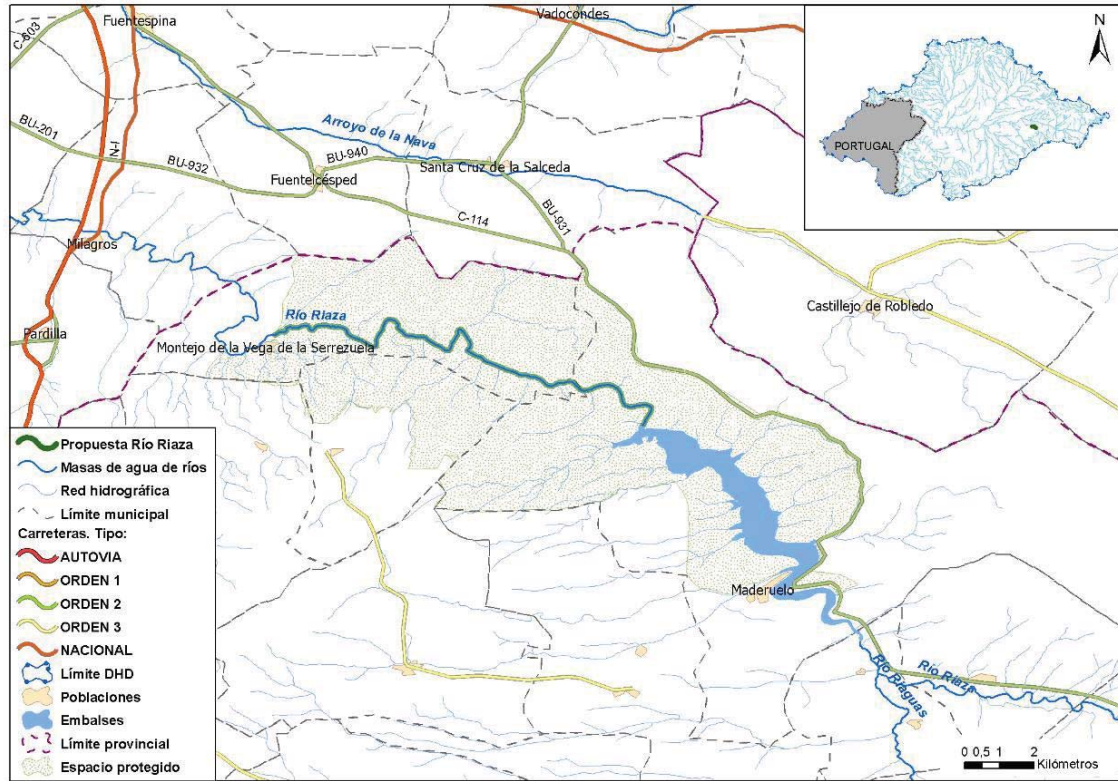 Fuentespina
Vadocondes
C-603
N
PORTUGAL
BU-201
N-I
BU-932
Arroyo de la Nava
BU-940
Santa Cruz de la Salceda
Fuentelcésped
C-114
BU-931
Milagros
Castillejo de Robledo
Pardilla
Río Riaza
Montejo de la Vega de la Serrezuela
Maderuelo
Río Riaza
Río Riaguas
Propuesta Río Riaza
Masas de agua de ríos
Red hidrográfica
Límite municipal
Carreteras. Tipo:
AUTOVIA
ORDEN 1
ORDEN 2
ORDEN 3
NACIONAL
Límite DHD
Poblaciones
Embalses
Límite provincial
Espacio protegido
0 0,5 1 2
Kilómetros